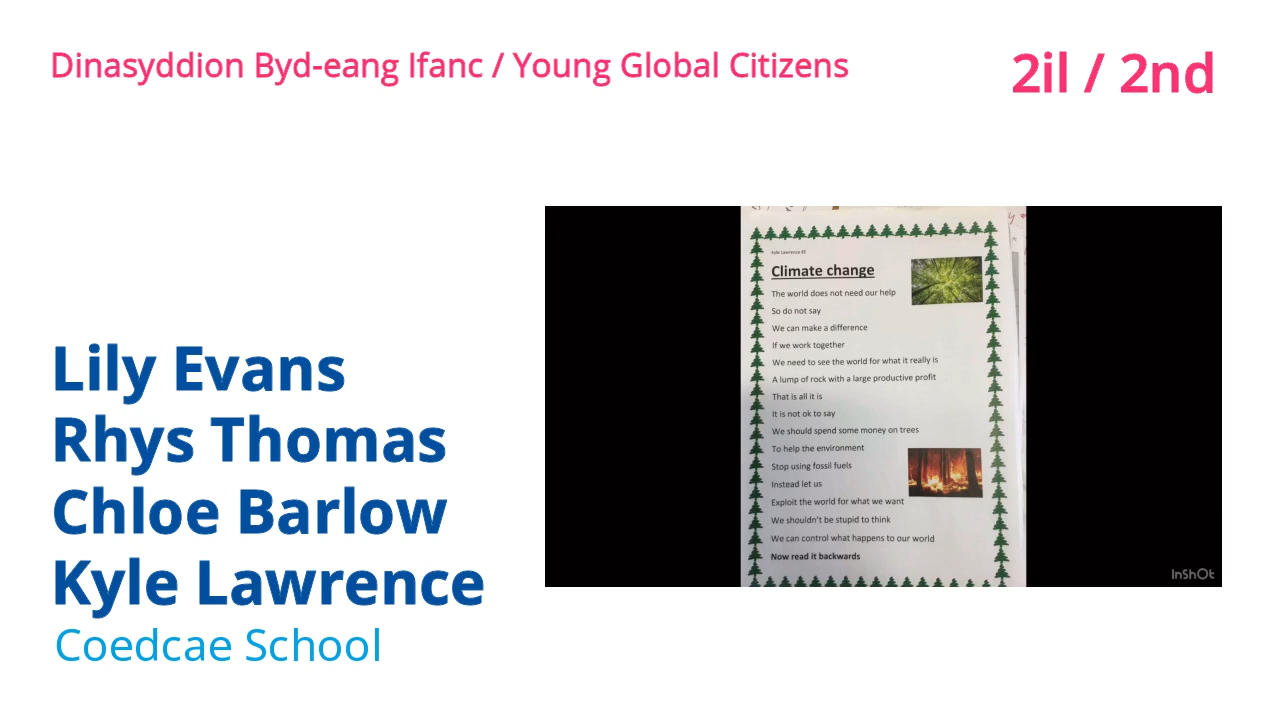 Dinasyddion Byd-eang Ifanc / Young Global Citizens
2il / 2nd
Lily Evans
Rhys Thomas
Chloe Barlow
Kyle Lawrence
Coedcae School
Kyle Lawrence
Climate change
The world does not need our help
So do not say
We can make a difference
If we work together
We need to see the world for what it really is
A lump of rock with a large productive profit
That is all it is
It is not ok to say
We should spend some money on trees
To help the environment
Stop using fossil fuels
Instead let us
Exploit the world for what we want
We shouldn't be stupid to think
We can control what happens to our world
Now read it backwards
InShOt